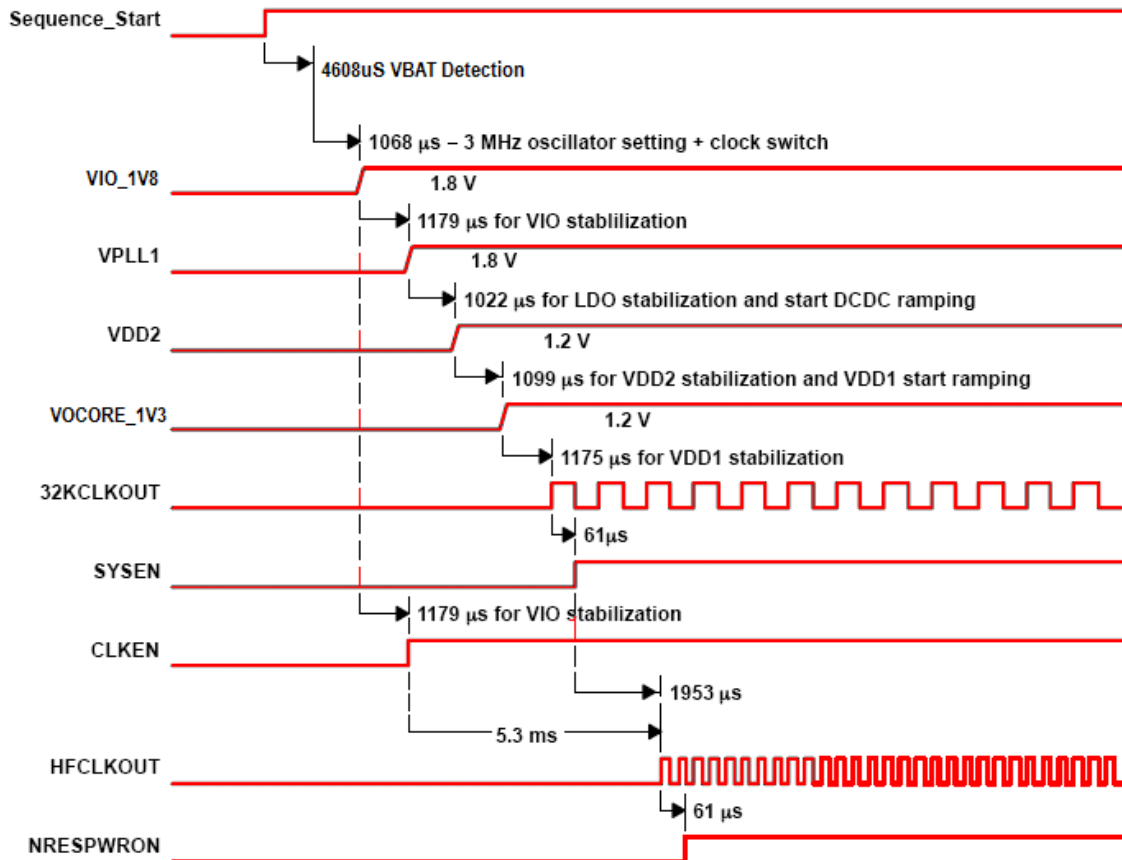 Sequence_Start
4608uS VBAT Detection
1068 μs – 3 MHz oscillator setting + clock switch
VIO_1V8
1.8 V
1179 μs for VIO stablilization
VPLL1
1.8 V
1022 μs for LDO stabilization and start DCDC ramping
VDD2
1.2 V
1099 μs for VDD2 stabilization and VDD1 start ramping
VOCORE_1V3
1.2 V
1175 μs for VDD1 stabilization
32KCLKOUT
61μs
SYSEN
1179 μs for VIO stabilization
CLKEN
1953 μs
5.3 ms
HFCLKOUT
61 μs
NRESPWRON